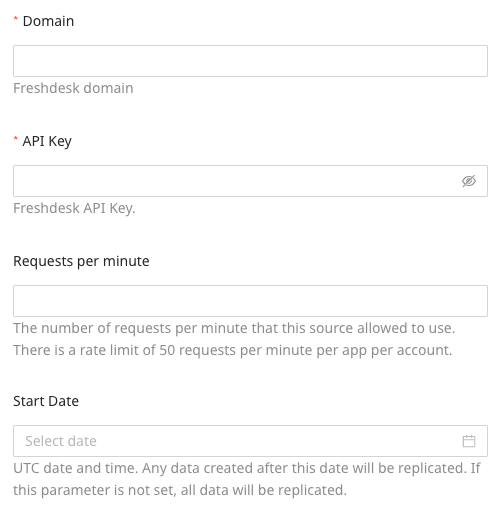 * Domain
Freshdesk domain
* API Key
Freshdesk API Key.
Requests per minute
The number of requests per minute that this source allowed to use.
There is a rate limit of 50 requests per minute per app per account.
Start Date
Select date
UTC date and time. Any data created after this date will be replicated. If
this parameter is not set, all data will be replicated.